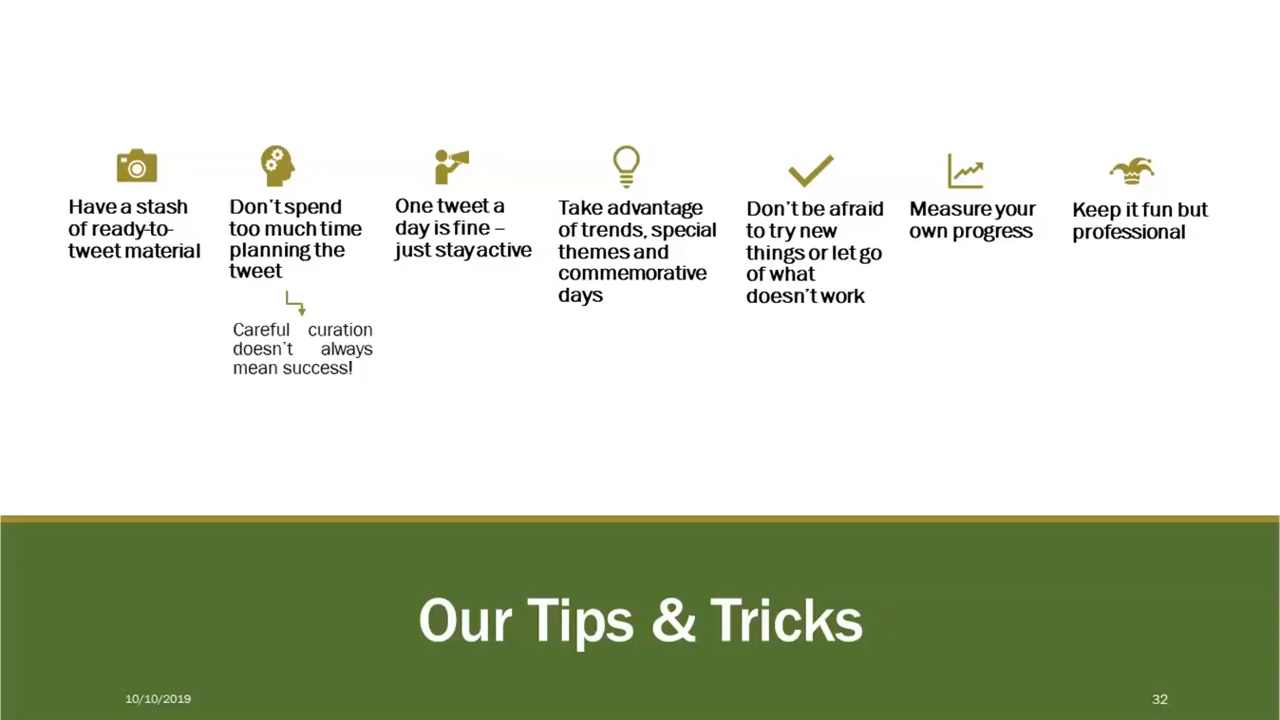 Have a stash
of ready-to-
tweet material
Don't spend
too much time
planning the
tweet
Careful curation
doesn't always
mean success!
One tweet a
day is fine –
just stay active
Take advantage
of trends, special
themes and
commemorative
days
Don't be afraid
to try new
things or let go
of what
doesn't work
Measure your
own progress
Keep it fun but
professional
Our Tips & Tricks
10/10/2019
32